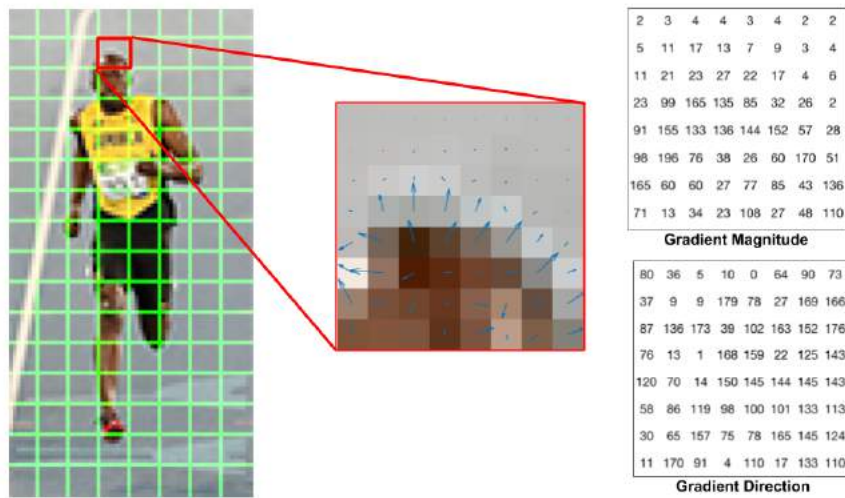 2 3 4 4 3 4 2 2
5 11 17 13 7 9 3 4
11 21 23 27 22 17 4 6
23 99 165 135 85 32 26 2
91 155 133 136 144 152 57 28
98 196 76 38 26 60 170 51
165 60 60 27 77 85 43 136
71 13 34 23 108 27 48 110
Gradient Magnitude
80 36 5 10 0 64 90 73
37 9 9 179 78 27 169 166
87 136 173 39 102 163 152 176
76 13 1 168 159 22 125 143
120 70 14 150 145 144 145 143
58 86 119 98 100 101 133 113
30 65 157 75 78 165 145 124
11 170 91 4 110 17 133 110
Gradient Direction